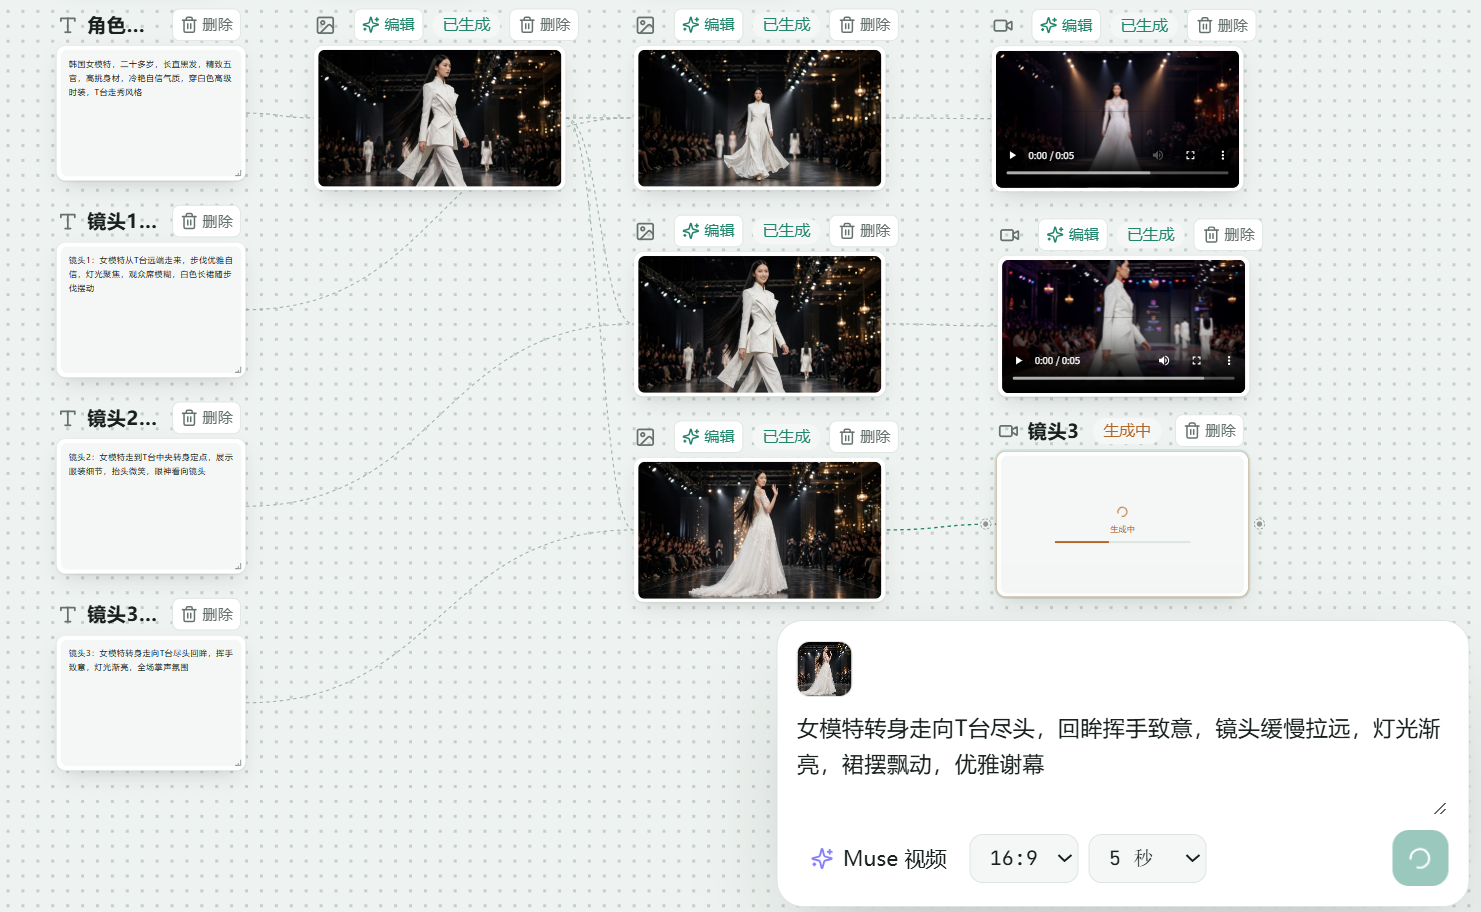 角色...
删除
韩国女模特，二十多岁，长直黑发，精致五
官，高挑身材，冷艳自信气质，穿白色高级
时装，T台走秀风格
编辑
已生成
删除
编辑
已生成
删除
编辑
已生成
删除
0:00 / 0:05
镜头1...
删除
镜头1：女模特从T台远端走来，步伐优雅自
信，灯光聚焦，观众席模糊，白色长裙随步
伐摆动
编辑
已生成
删除
编辑
已生成
删除
0:00 / 0:05
镜头2...
删除
镜头2：女模特走到T台中央转身定点，展示
服装细节，抬头微笑，眼神看向镜头
编辑
已生成
删除
镜头3
生成中
删除
生成中
镜头3...
删除
镜头3：女模特转身走向T台尽头回眸，挥手
致意，灯光渐亮，全场掌声氛围
女模特转身走向T台尽头，回眸挥手致意，镜头缓慢拉远，灯光渐
亮，裙摆飘动，优雅谢幕
Muse 视频
16:9
5 秒